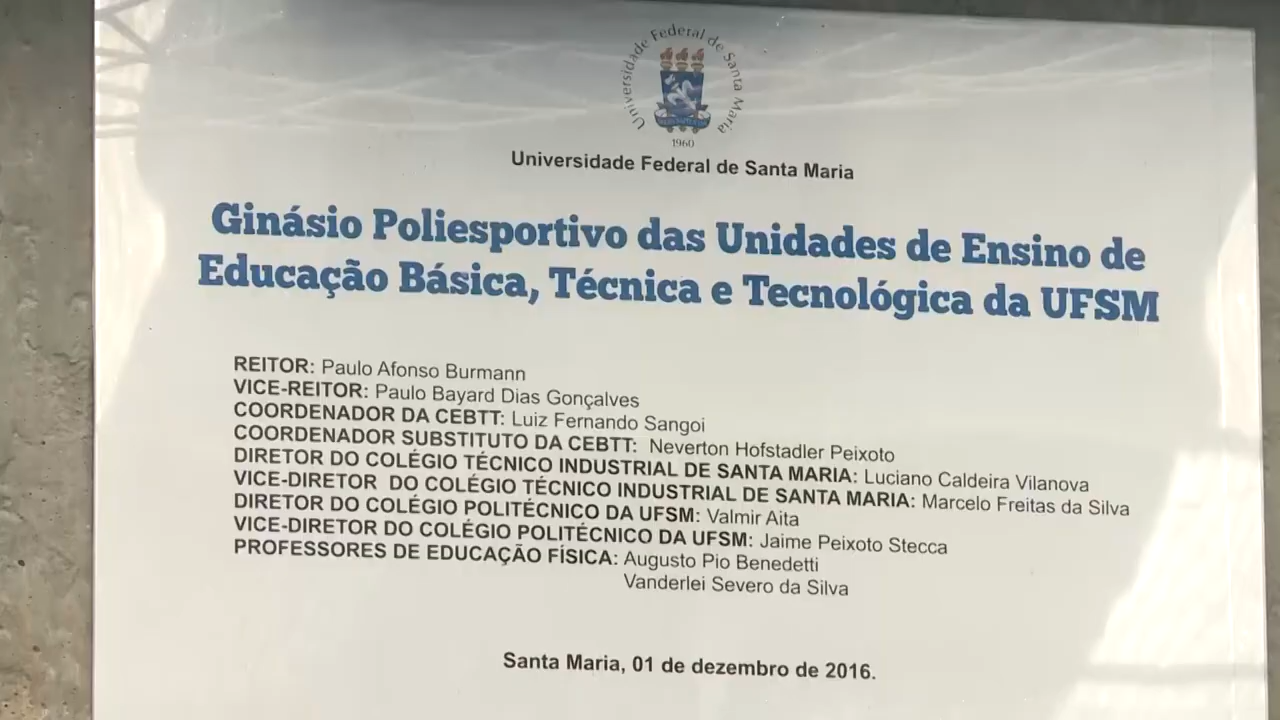 Universidade Federal de Santa Maria
1960
Universidade Federal de Santa Maria
Ginásio Poliesportivo das Unidades de Ensino de
Educação Básica, Técnica e Tecnológica da UFSM
REITOR: Paulo Afonso Burmann
VICE-REITOR: Paulo Bayard Dias Gonçalves
COORDENADOR DA CEBTT: Luiz Fernando Sangoi
COORDENADOR SUBSTITUTO DA CEBTT: Neverton Hofstadler Peixoto
DIRETOR DO COLÉGIO TÉCNICO INDUSTRIAL DE SANTA MARIA: Luciano Caldeira Vilanova
VICE-DIRETOR DO COLÉGIO TÉCNICO INDUSTRIAL DE SANTA MARIA: Marcelo Freitas da Silva
DIRETOR DO COLÉGIO POLITÉCNICO DA UFSM: Valmir Aita
VICE-DIRETOR DO COLÉGIO POLITÉCNICO DA UFSM: Jaime Peixoto Stecca
PROFESSORES DE EDUCAÇÃO FÍSICA: Augusto Pio Benedetti
Vanderlei Severo da Silva
Santa Maria, 01 de dezembro de 2016.